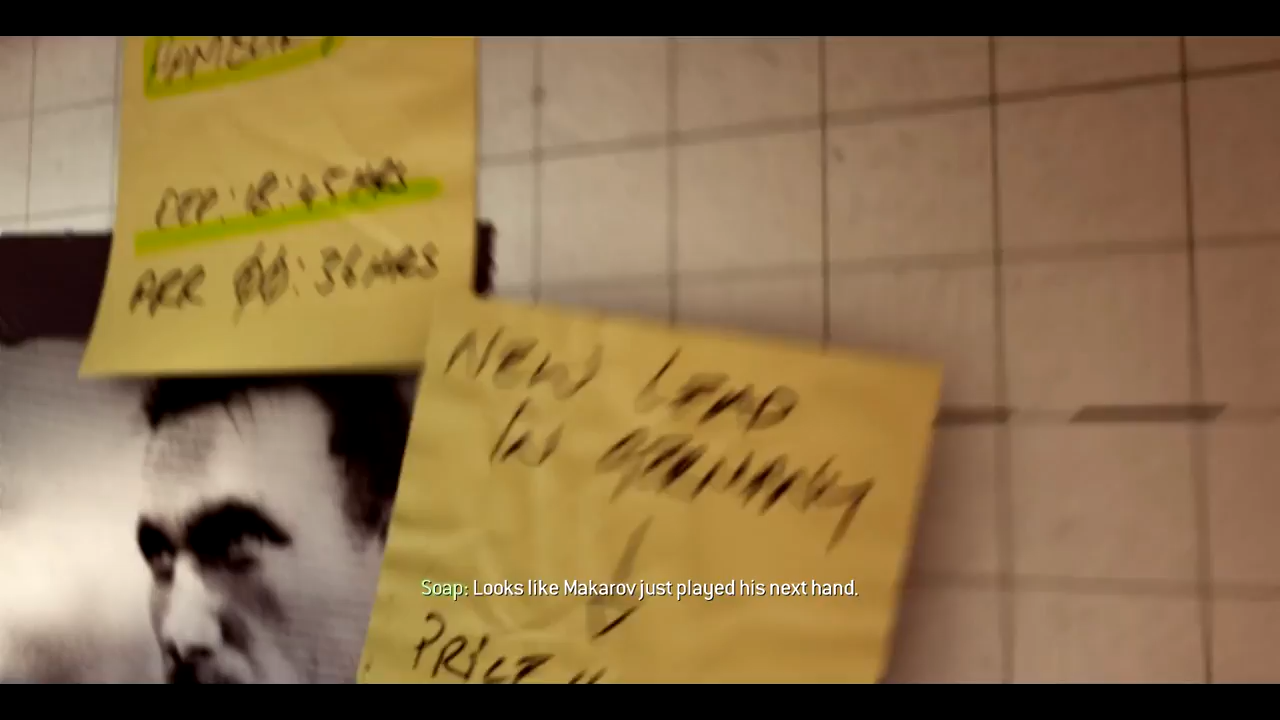 DEP: 18:45 HRS
ARR 00:36 HRS
NEW LEAD
IN GERMANY
Soap: Looks like Makarov just played his next hand.
PRICE